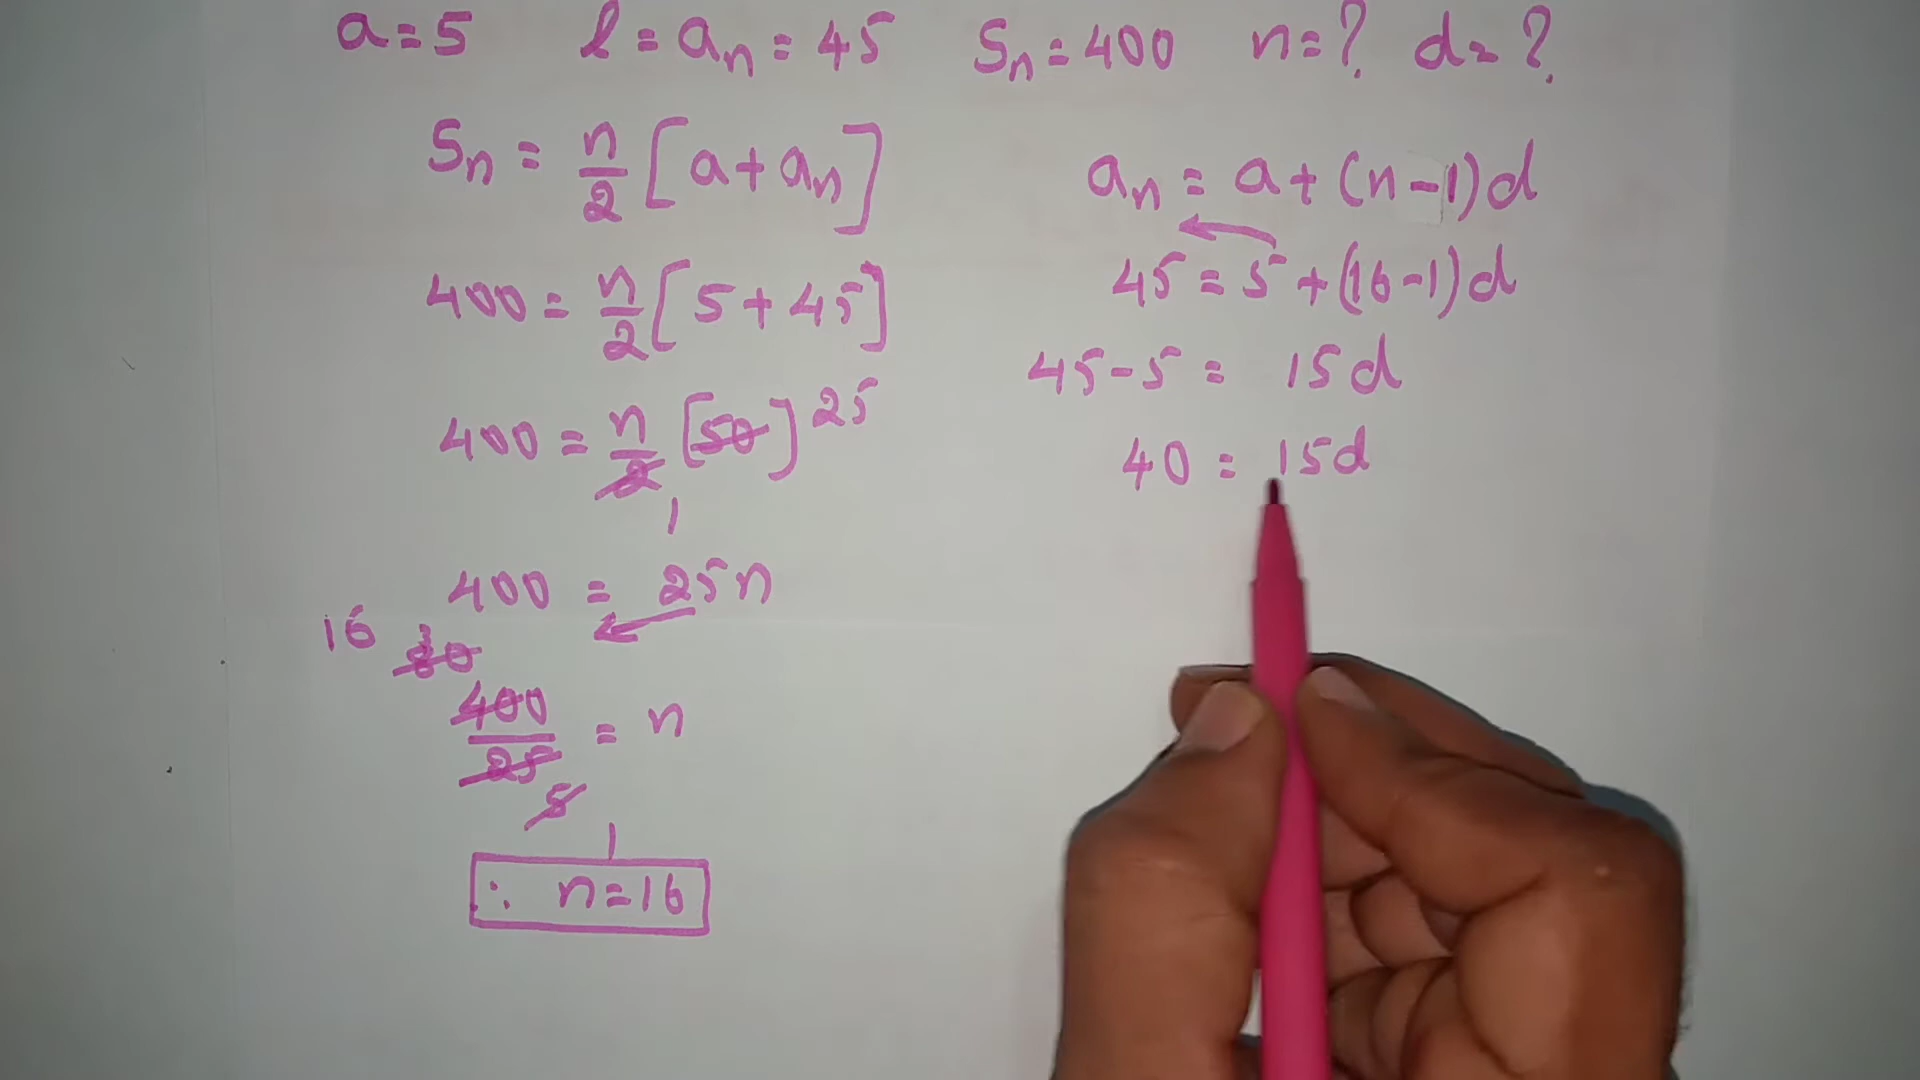 a=5 l=aₙ=45 Sₙ=400 n=? d=?
Sₙ = n/2 [a+aₙ]
400 = n/2 [5+45]
400 = n/2 [50] 25
1
400 = 25n
16 80
400/25 = n
5
1
∴ n=16
aₙ = a+(n-1)d
45 = 5+(16-1)d
45-5 = 15d
40 = 15d